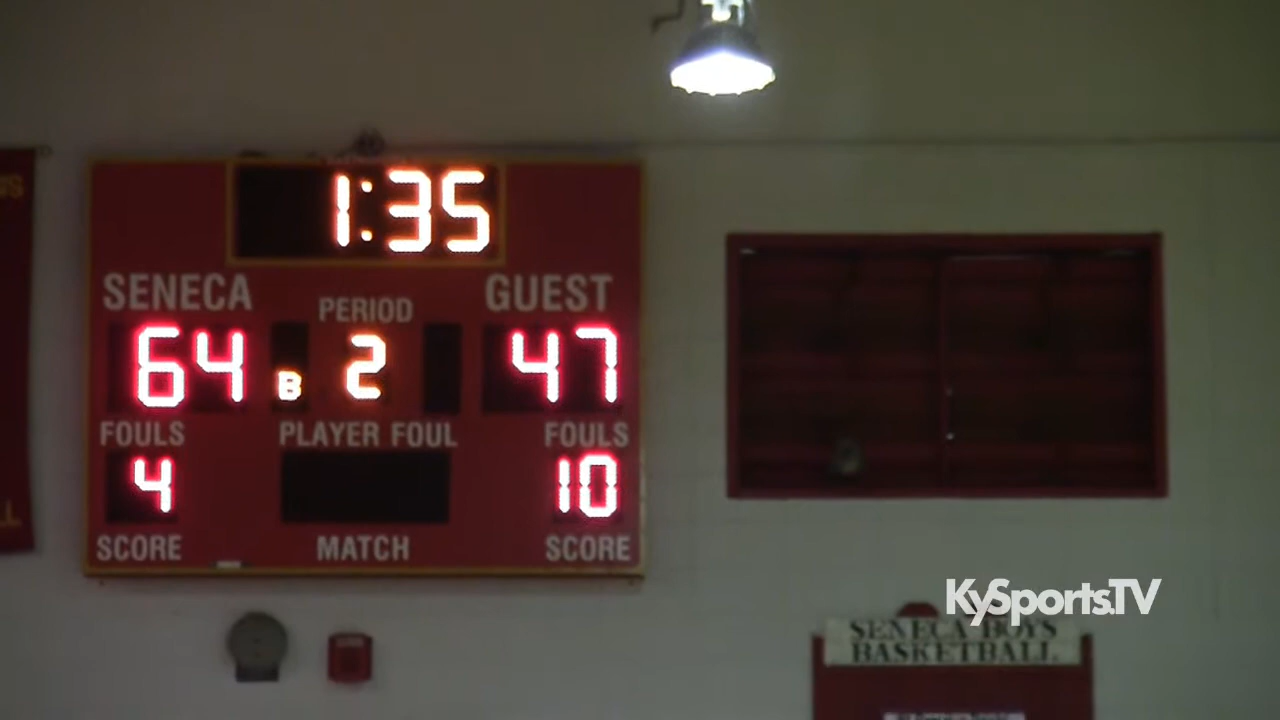 1:35
SENECA
GUEST
PERIOD
64
B
2
47
FOULS
PLAYER FOUL
FOULS
4
10
SCORE
MATCH
SCORE
KySports.TV
SENECA BOYS
BASKETBALL